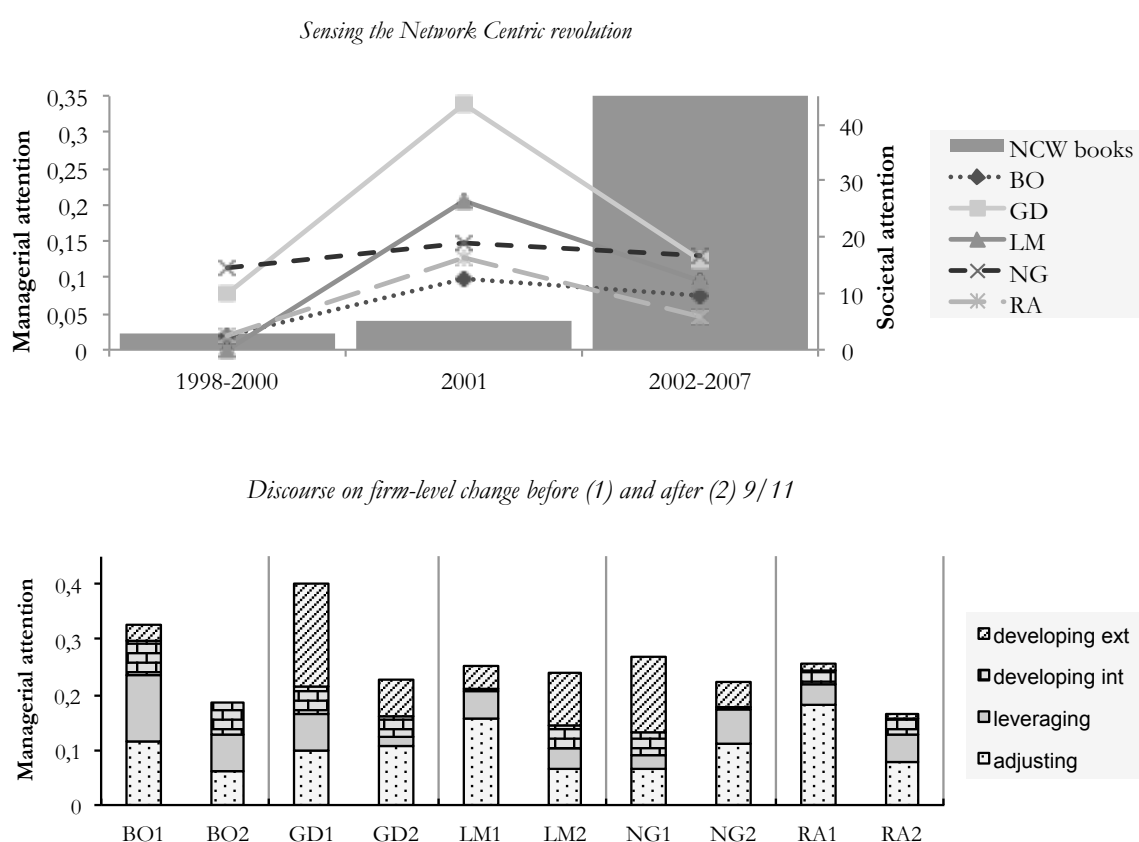 Sensing the Network Centric revolution
Managerial attention
0,35
0,3
0,25
0,2
0,15
0,1
0,05
0
Societal attention
40
30
20
10
0
1998-2000
2001
2002-2007
NCW books
BO
GD
LM
NG
RA
Discourse on firm-level change before (1) and after (2) 9/11
Managerial attention
0,4
0,3
0,2
0,1
0
BO1 BO2 GD1 GD2 LM1 LM2 NG1 NG2 RA1 RA2
developing ext
developing int
leveraging
adjusting